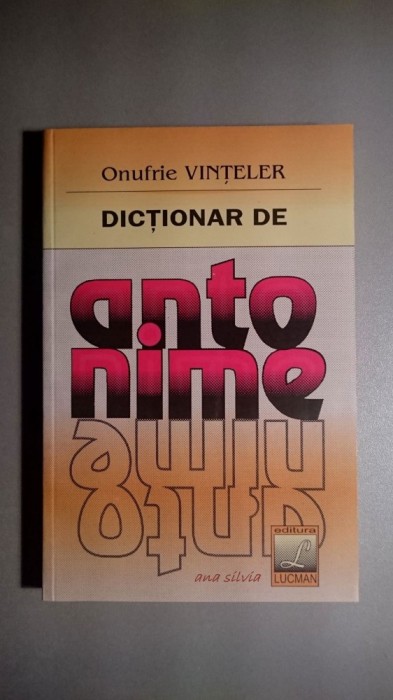 Onufrie VINȚELER
DICȚIONAR DE
anto
nime
nime
anto
editura
L
LUCMAN
ana silvia